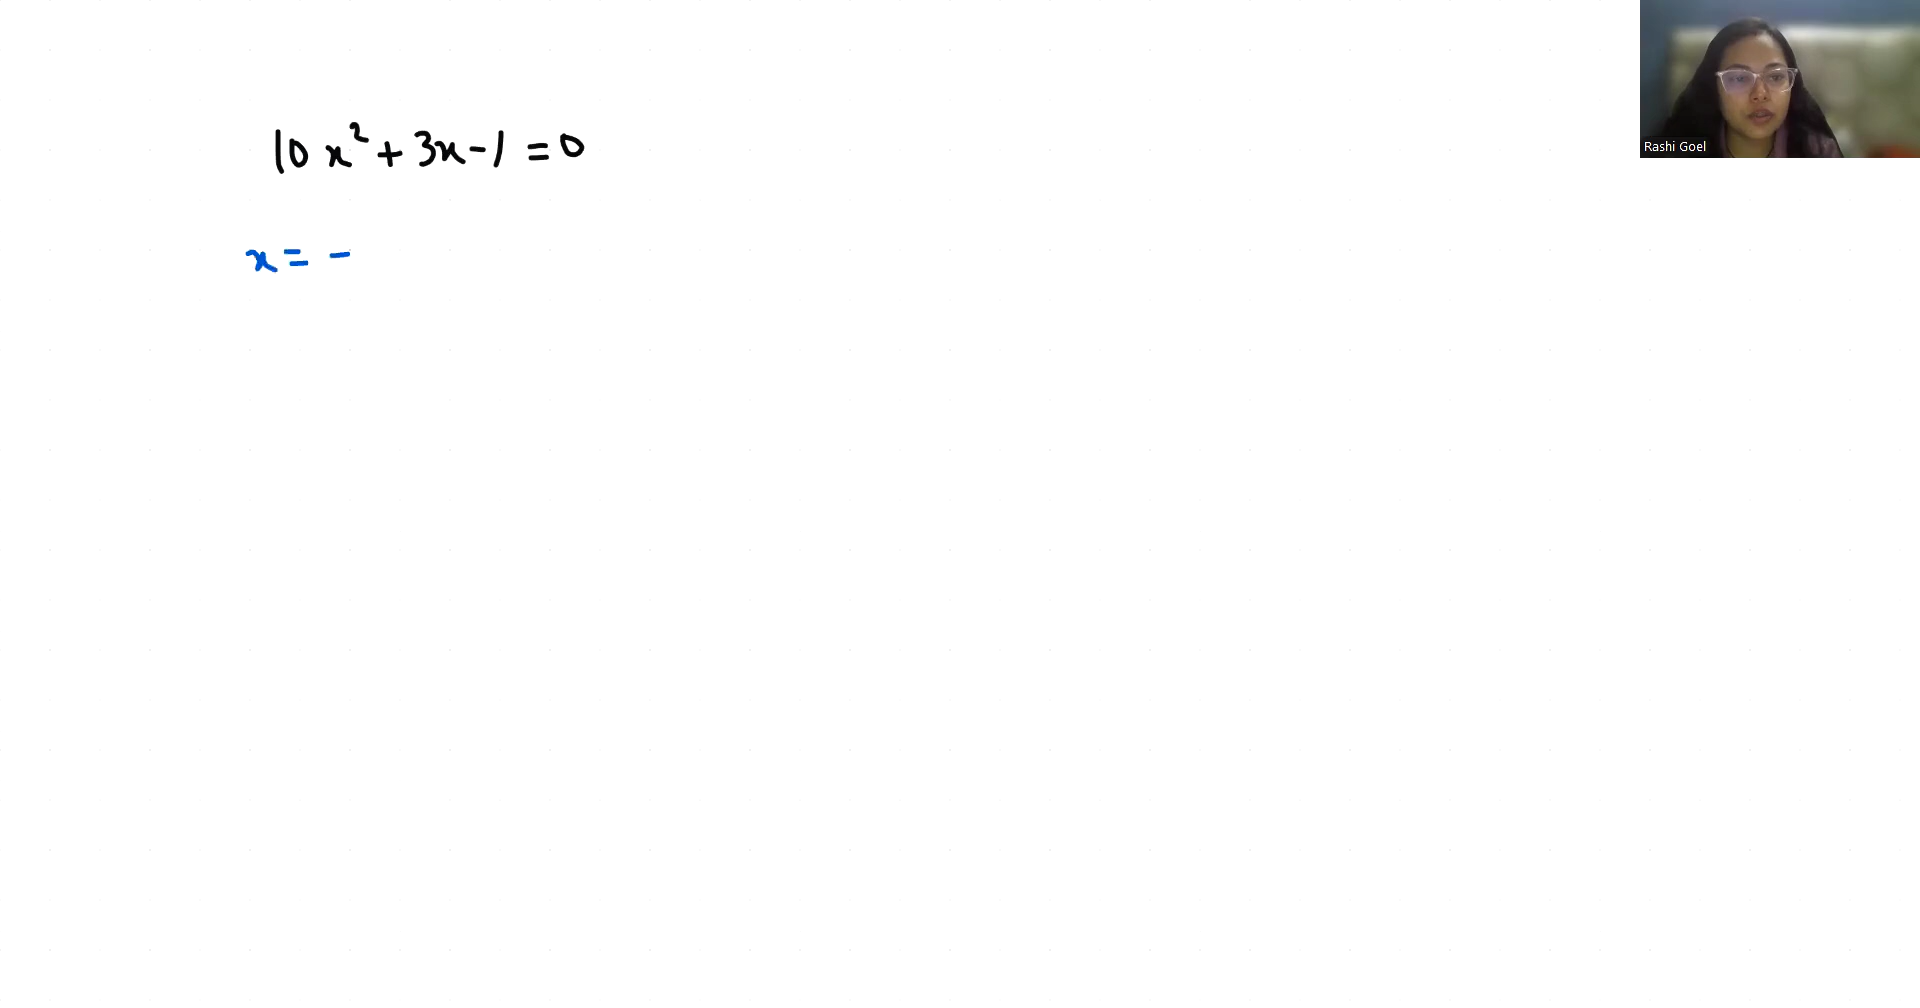 10x² + 3x - 1 = 0
x = -
Rashi Goel